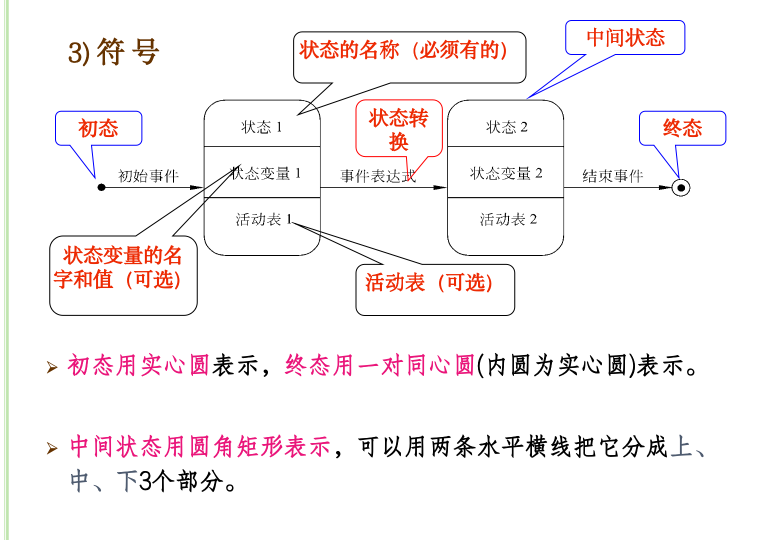 3) 符号
状态的名称（必须有的）
中间状态
初态
状态 1
状态转
换
状态 2
终态
初始事件
状态变量 1
事件表达式
状态变量 2
结束事件
活动表 1
活动表 2
状态变量的名
字和值（可选）
活动表（可选）
初态用实心圆表示，终态用一对同心圆(内圆为实心圆)表示。
中间状态用圆角矩形表示，可以用两条水平横线把它分成上、
中、下3个部分。